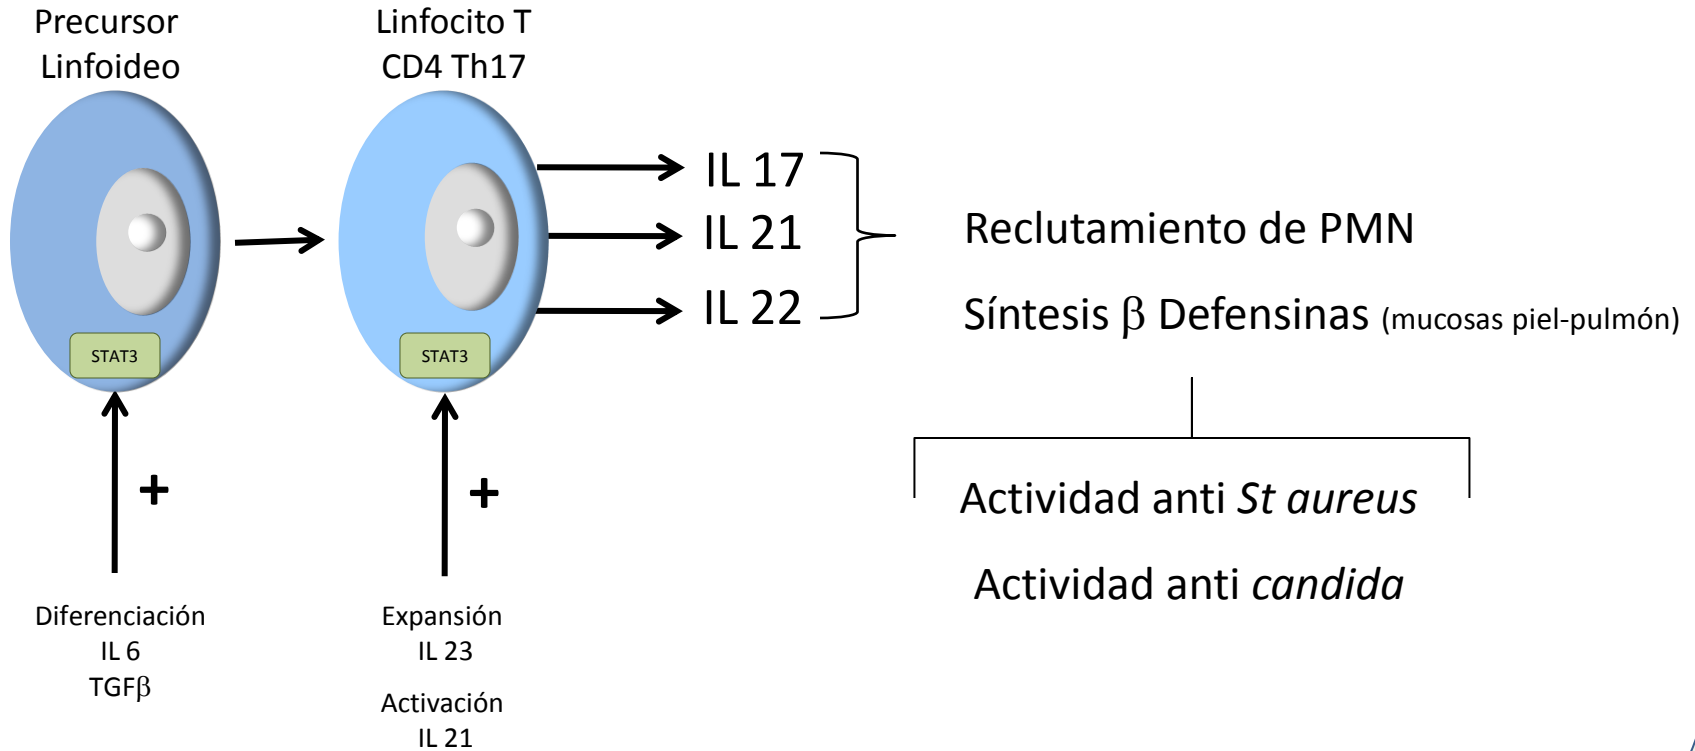 Precursor
Linfoideo
Linfocito T
CD4 Th17
STAT3
STAT3
IL 17
IL 21
IL 22
Reclutamiento de PMN
Síntesis β Defensinas (mucosas piel-pulmón)
Actividad anti St aureus
Actividad anti candida
+
+
Diferenciación
IL 6
TGFβ
Expansión
IL 23
Activación
IL 21